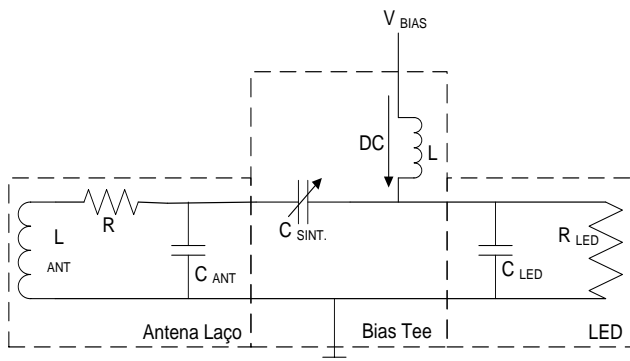 V BIAS
DC
L
R
L
ANT
C ANT
C SINT.
C LED
R LED
Antena Laço
Bias Tee
LED